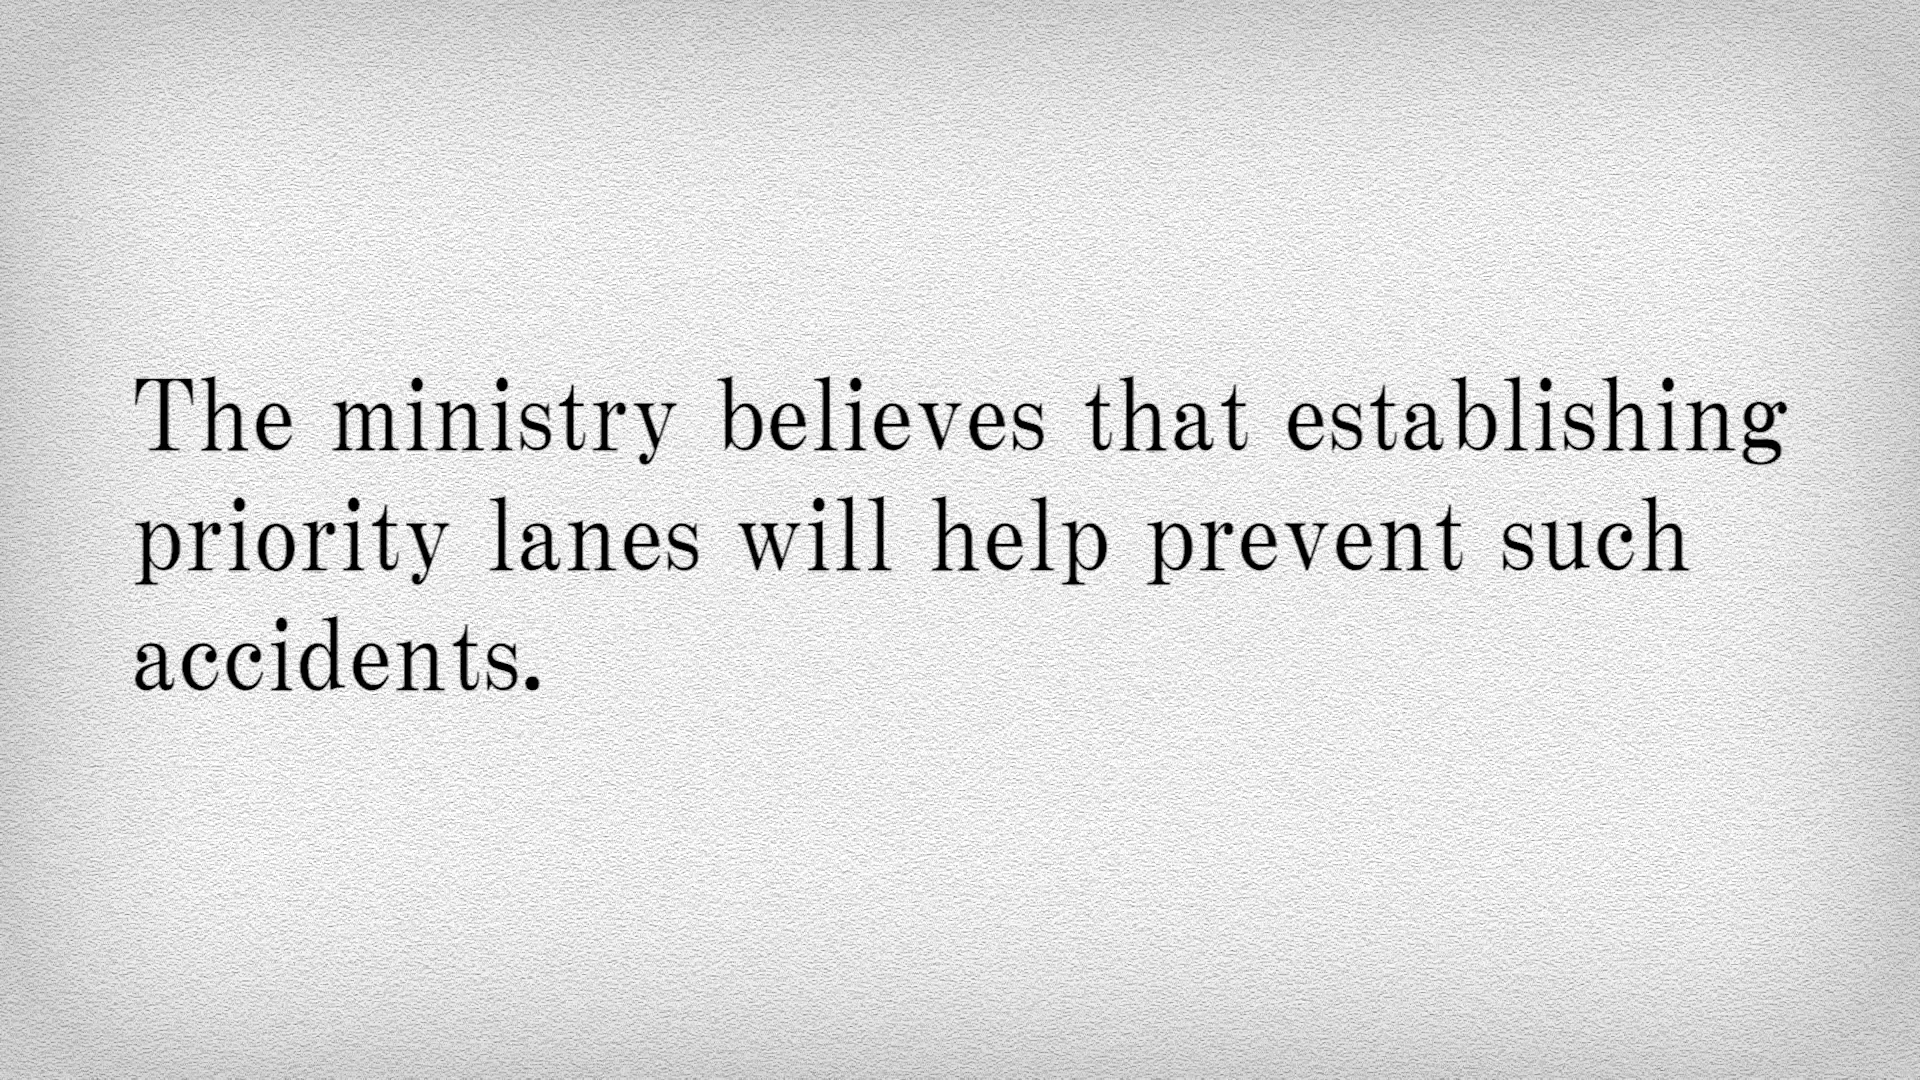 The ministry believes that establishing
priority lanes will help prevent such
accidents.